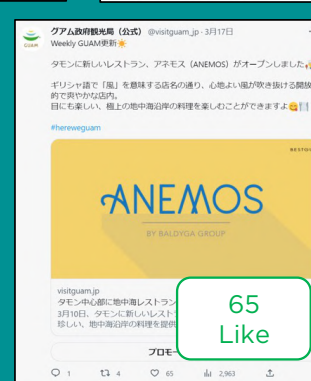 グアム政府観光局（公式） @visitguam_jp · 3月17日
Weekly GUAM更新☀
タモンに新しいレストラン、アネモス（ANEMOS）がオープンしました
ギリシャ語で「風」を意味する店名の通り、心地よい風が吹き抜ける開放
的で爽やかな店内。
目にも楽しい、極上の地中海沿岸の料理を楽しむことができますよ😋🍴
#hereweguam
ANEMOS
BY BALDYGA GROUP
visitguam.jp
タモン中心部に地中海レストラン
3月10日、タモンに新しいレスト
珍しい、地中海沿岸の料理を提供
プロモー
65
Like
1 4 65 2,963